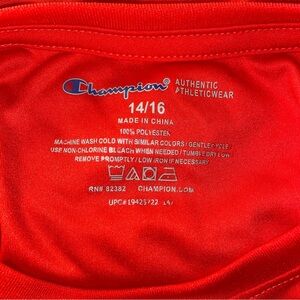 Champion® AUTHENTIC ATHLETICWEAR
14/16
MADE IN CHINA
100% POLYESTER
MACHINE WASH COLD WITH SIMILAR COLORS / GENTLE CYCLE
USE NON-CHLORINE BLEACH WHEN NEEDED / TUMBLE DRY LOW
REMOVE PROMPTLY / LOW IRON IF NECESSARY
RN# 82382 CHAMPION.COM
UPC#